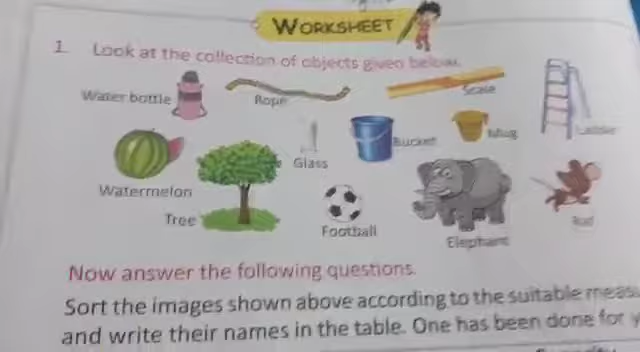 WORKSHEET
1. Look at the collection of objects given below.
Water bottle
Rope
Scale
Ladder
Glass
Bucket
Mug
Watermelon
Tree
Football
Elephant
Now answer the following questions.
Sort the images shown above according to the suitable
and write their names in the table. One has been done for